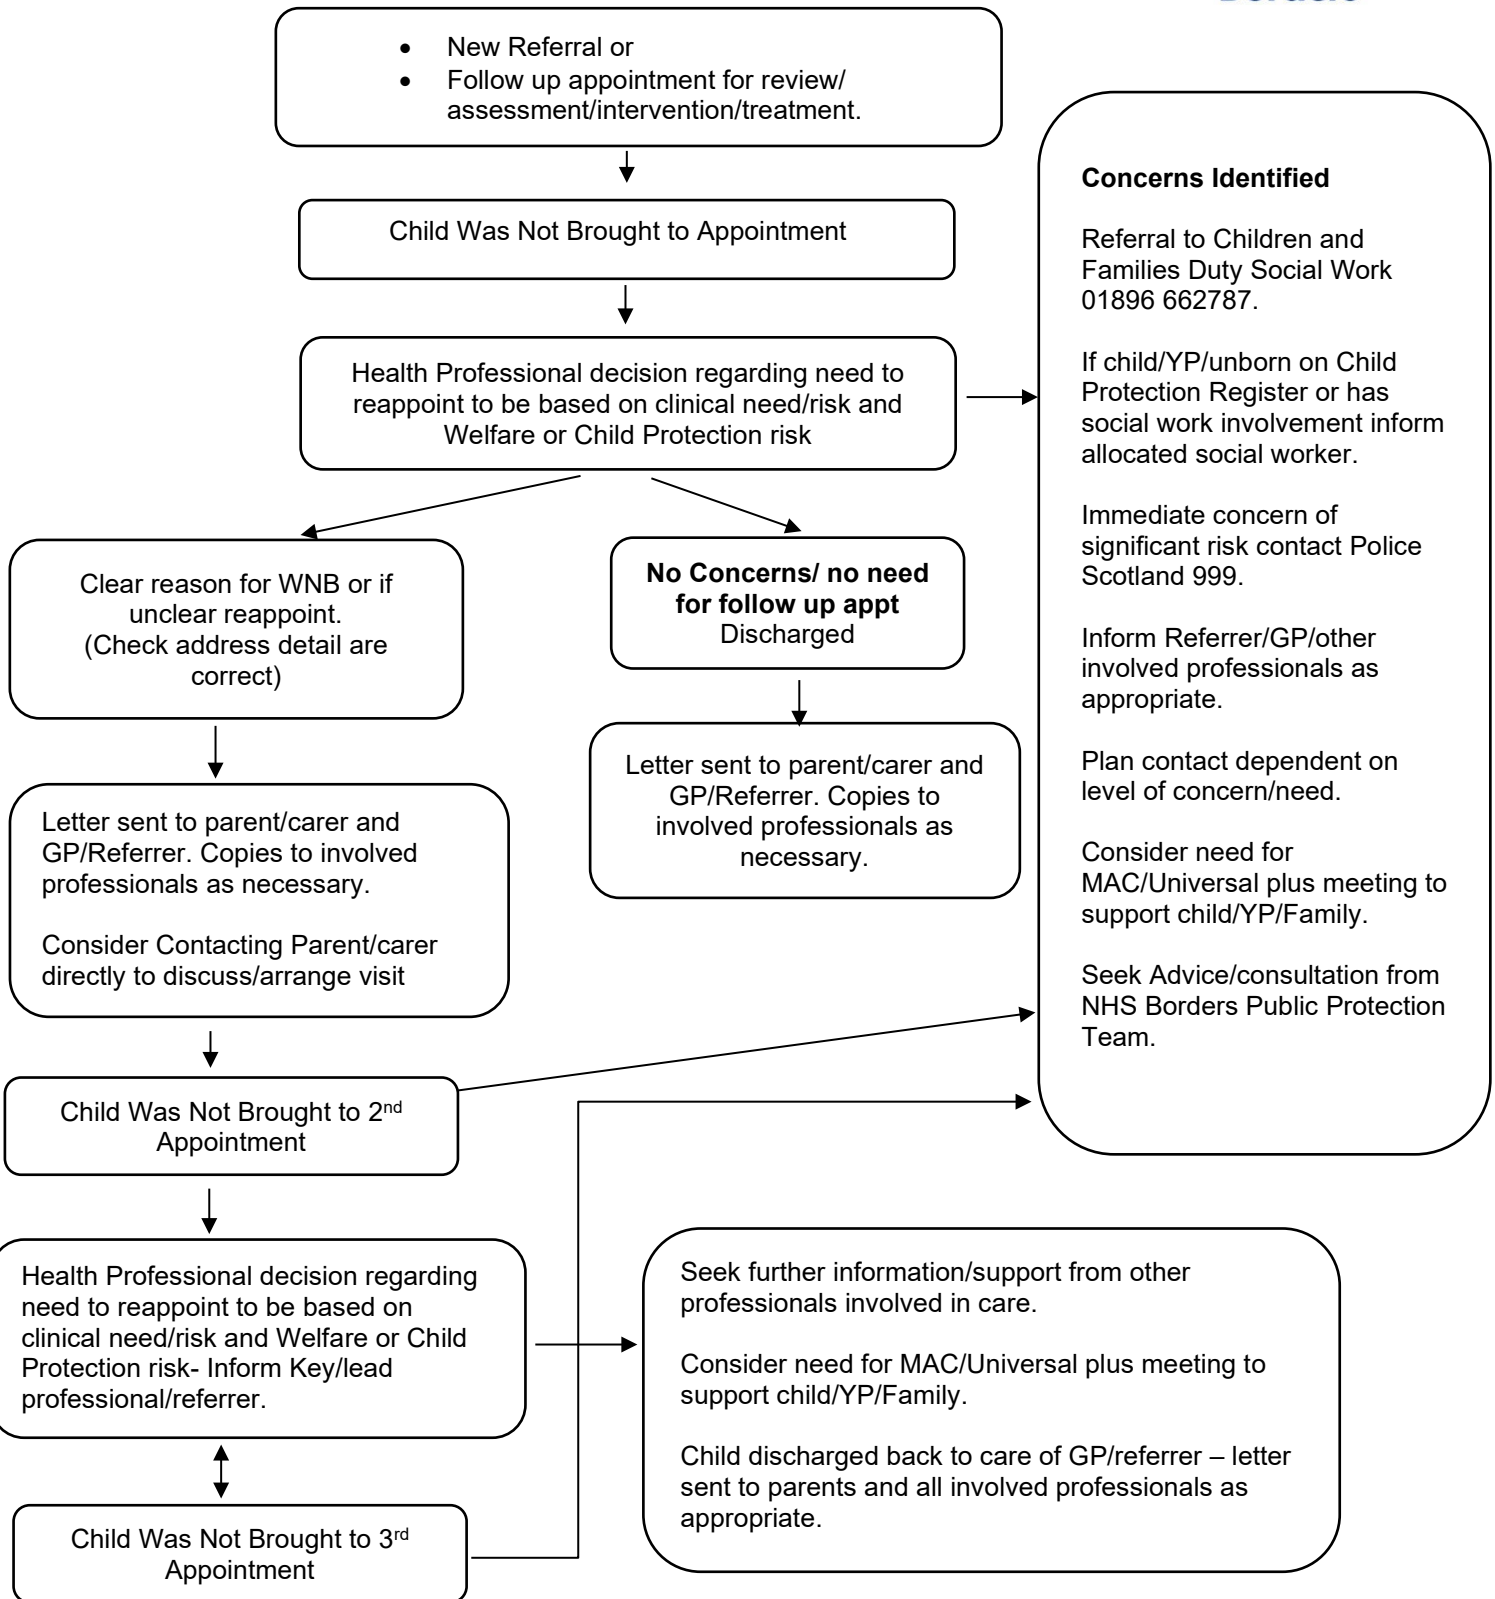 • New Referral or
• Follow up appointment for review/
assessment/intervention/treatment.
Child Was Not Brought to Appointment
Health Professional decision regarding need to
reappoint to be based on clinical need/risk and
Welfare or Child Protection risk
Clear reason for WNB or if
unclear reappoint.
(Check address detail are
correct)
No Concerns/ no need
for follow up appt
Discharged
Letter sent to parent/carer and
GP/Referrer. Copies to
involved professionals as
necessary.
Letter sent to parent/carer and
GP/Referrer. Copies to involved
professionals as necessary.
Consider Contacting Parent/carer
directly to discuss/arrange visit
Child Was Not Brought to 2nd
Appointment
Health Professional decision regarding
need to reappoint to be based on
clinical need/risk and Welfare or Child
Protection risk- Inform Key/lead
professional/referrer.
Child Was Not Brought to 3rd
Appointment
Concerns Identified
Referral to Children and
Families Duty Social Work
01896 662787.
If child/YP/unborn on Child
Protection Register or has
social work involvement inform
allocated social worker.
Immediate concern of
significant risk contact Police
Scotland 999.
Inform Referrer/GP/other
involved professionals as
appropriate.
Plan contact dependent on
level of concern/need.
Consider need for
MAC/Universal plus meeting to
support child/YP/Family.
Seek Advice/consultation from
NHS Borders Public Protection
Team.
Seek further information/support from other
professionals involved in care.
Consider need for MAC/Universal plus meeting to
support child/YP/Family.
Child discharged back to care of GP/referrer – letter
sent to parents and all involved professionals as
appropriate.